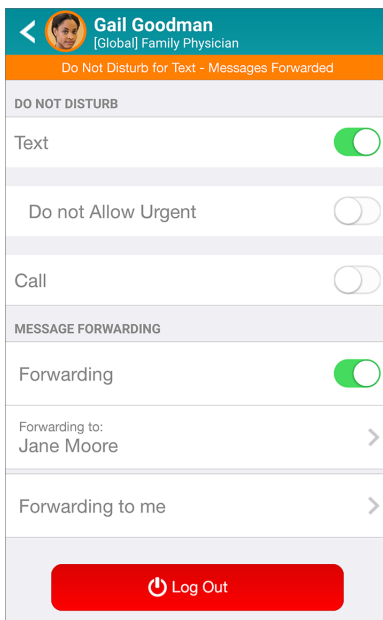 Gail Goodman
[Global] Family Physician
Do Not Disturb for Text - Messages Forwarded
DO NOT DISTURB
Text
Do not Allow Urgent
Call
MESSAGE FORWARDING
Forwarding
Forwarding to:
Jane Moore
Forwarding to me
Log Out